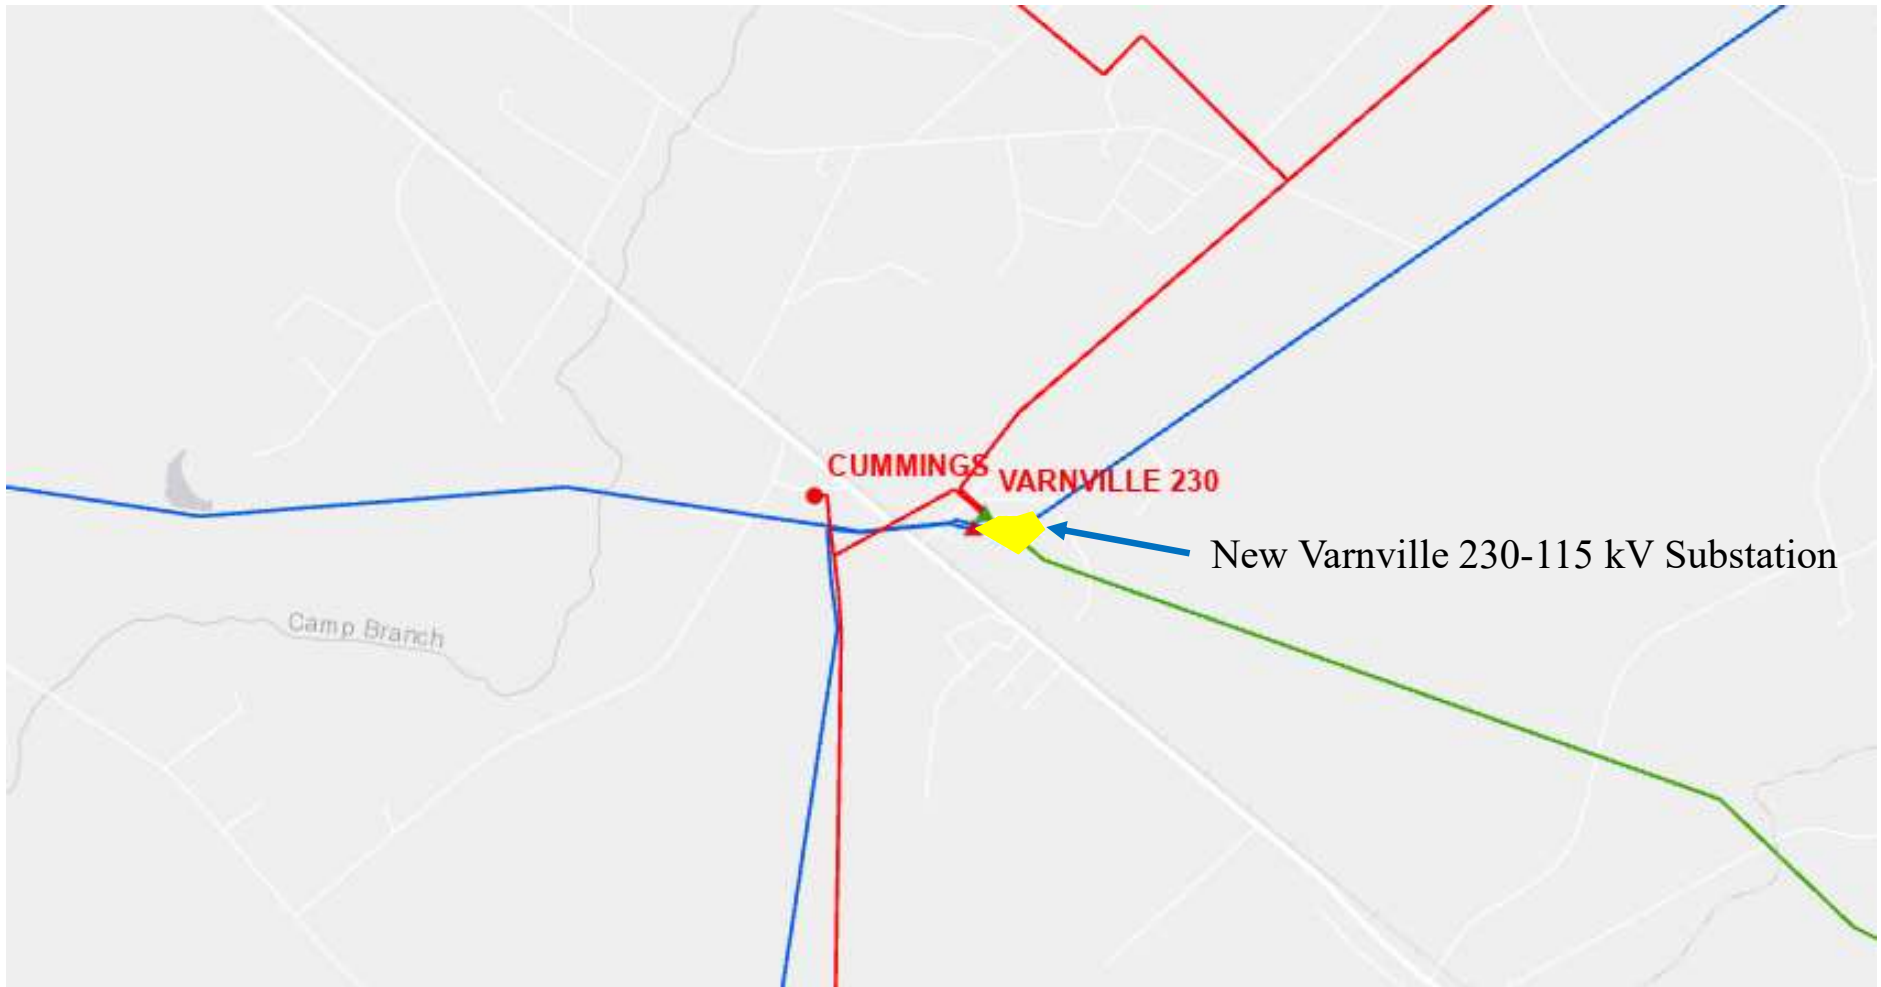 CUMMINGS
VARNVILLE 230
New Varnville 230-115 kV Substation
Camp Branch